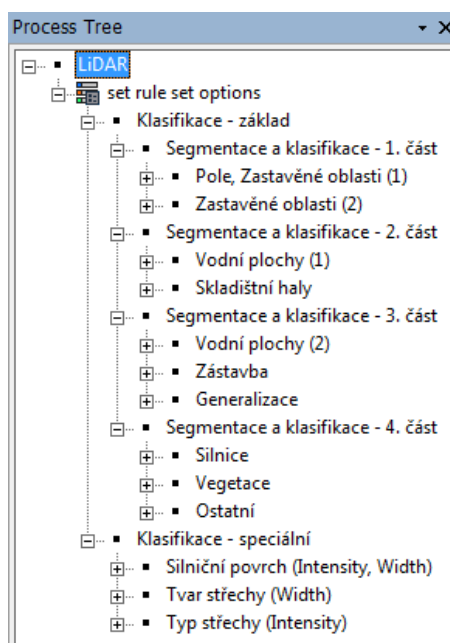 Process Tree
LiDAR
set rule set options
Klasifikace - základ
Segmentace a klasifikace - 1. část
Pole, Zastavěné oblasti (1)
Zastavěné oblasti (2)
Segmentace a klasifikace - 2. část
Vodní plochy (1)
Skladištní haly
Segmentace a klasifikace - 3. část
Vodní plochy (2)
Zástavba
Generalizace
Segmentace a klasifikace - 4. část
Silnice
Vegetace
Ostatní
Klasifikace - speciální
Silniční povrch (Intensity, Width)
Tvar střechy (Width)
Typ střechy (Intensity)